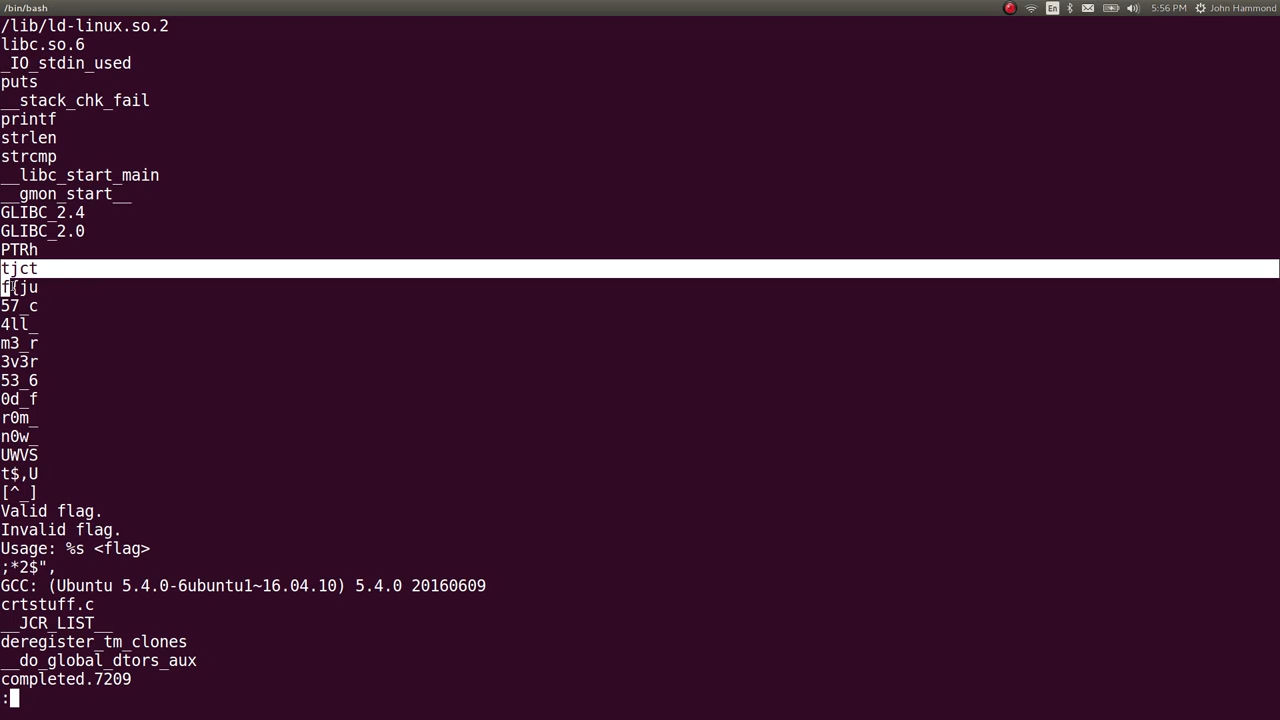 /bin/bash
En
5:56 PM
John Hammond
/lib/ld-linux.so.2
libc.so.6
_IO_stdin_used
puts
__stack_chk_fail
printf
strlen
strcmp
__libc_start_main
__gmon_start__
GLIBC_2.4
GLIBC_2.0
PTRh
tjct
f{ju
57_c
4ll_
m3_r
3v3r
53_6
0d_f
r0m_
n0w_
UWVS
t$,U
[^_]
Valid flag.
Invalid flag.
Usage: %s <flag>
;*2$",
GCC: (Ubuntu 5.4.0-6ubuntu1~16.04.10) 5.4.0 20160609
crtstuff.c
__JCR_LIST__
deregister_tm_clones
__do_global_dtors_aux
completed.7209
: